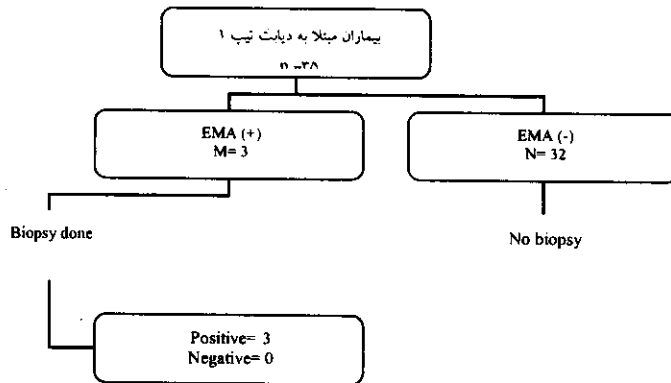 بیماران مبتلا به دیابت تیپ ۱
n=۳۸
EMA (+)
M= 3
EMA (-)
N= 32
Biopsy done
No biopsy
Positive= 3
Negative= 0